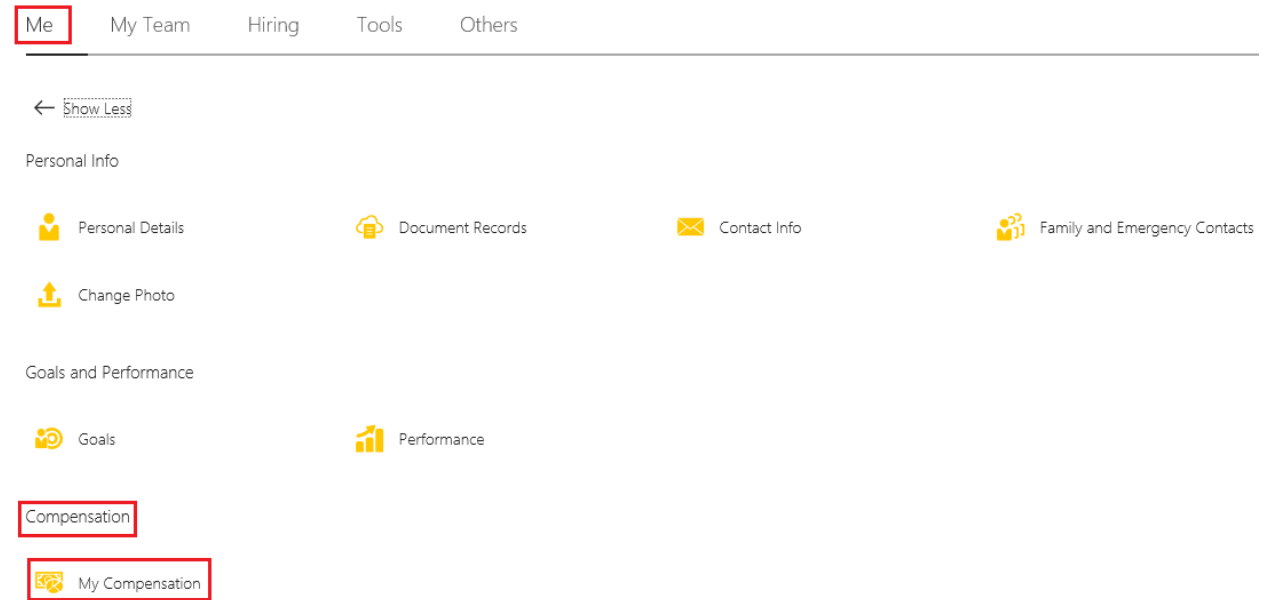 Me My Team Hiring Tools Others
Show Less
Personal Info
Personal Details Document Records Contact Info Family and Emergency Contacts
Change Photo
Goals and Performance
Goals Performance
Compensation
My Compensation